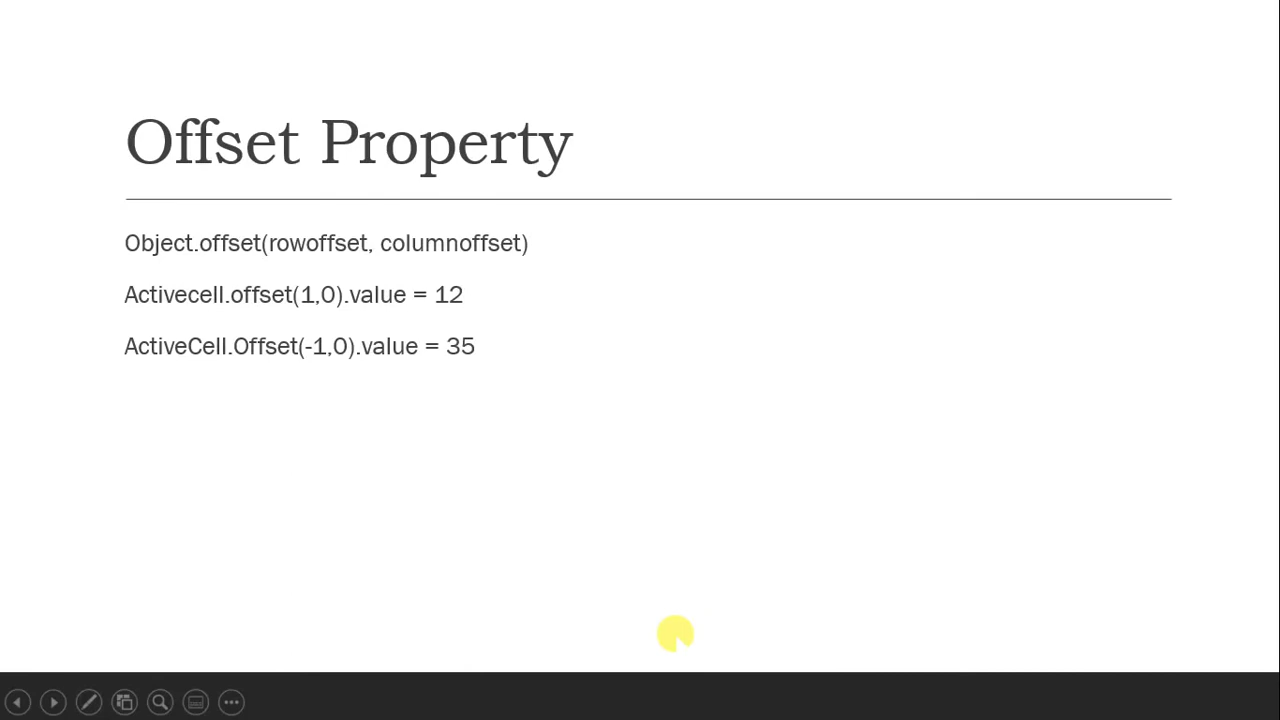 Offset Property
Object.offset(rowoffset, columnoffset)
Activecell.offset(1,0).value = 12
ActiveCell.Offset(-1,0).value = 35